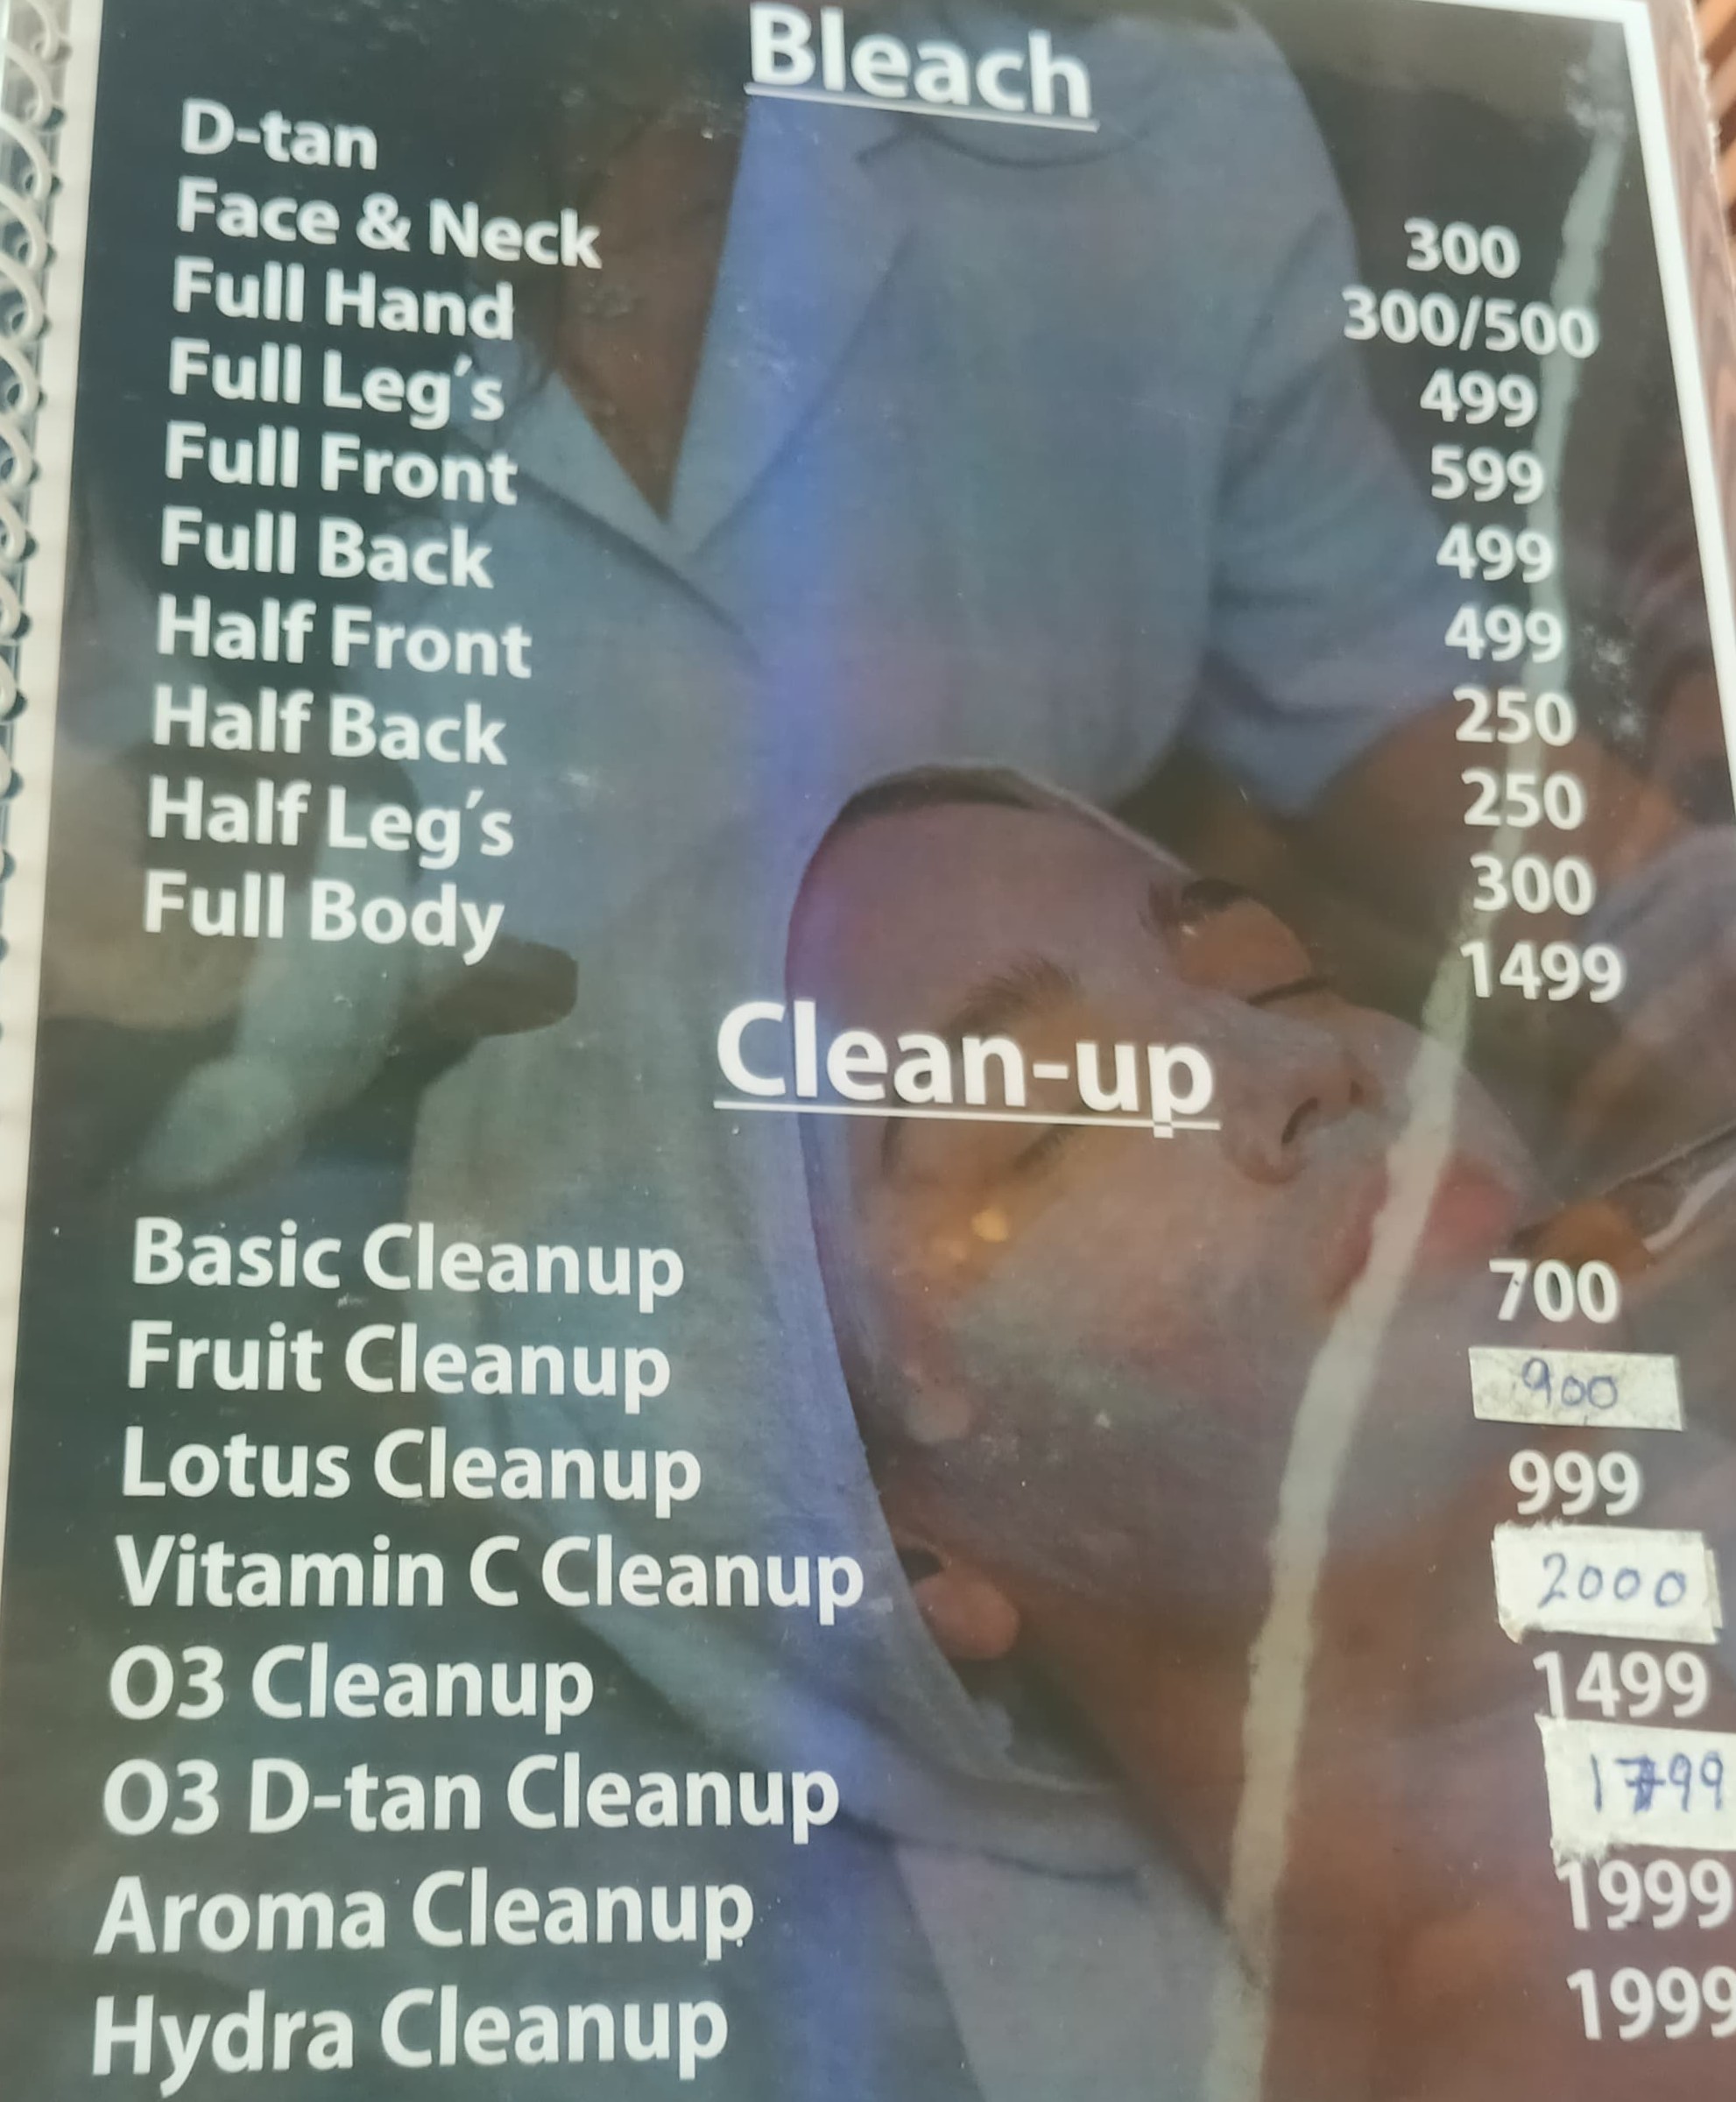 Bleach
D-tan 300
Face & Neck 300/500
Full Hand 499
Full Leg´s 599
Full Front 499
Full Back 499
Half Front 250
Half Back 250
Half Leg´s 300
Full Body 1499
Clean-up
Basic Cleanup 700
Fruit Cleanup 900
Lotus Cleanup 999
Vitamin C Cleanup 2000
O3 Cleanup 1499
O3 D-tan Cleanup 1799
Aroma Cleanup 1999
Hydra Cleanup 1999